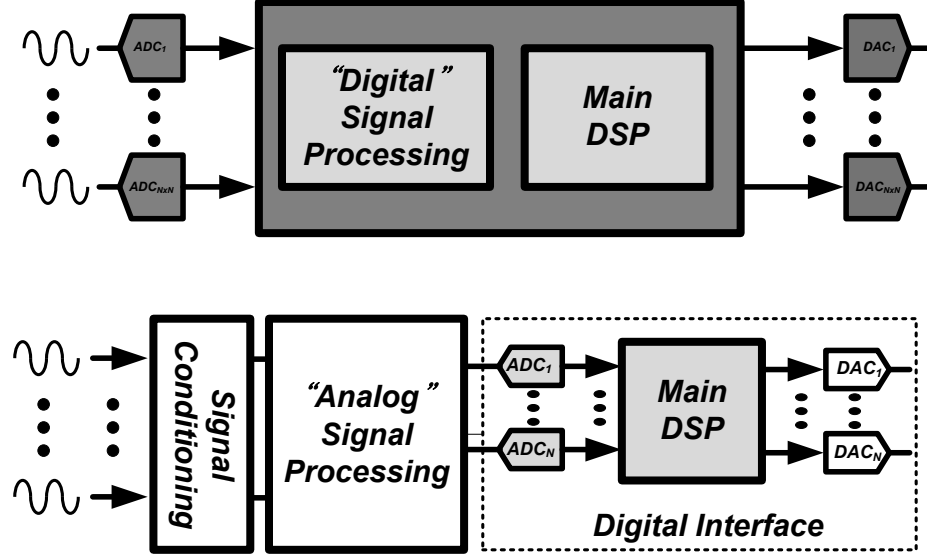 ADC1
"Digital"
Signal
Processing
Main
DSP
DAC1
ADCNxN
DACNxN
Signal
Conditioning
"Analog"
Signal
Processing
ADC1
Main
DSP
DAC1
ADCN
DACN
Digital Interface